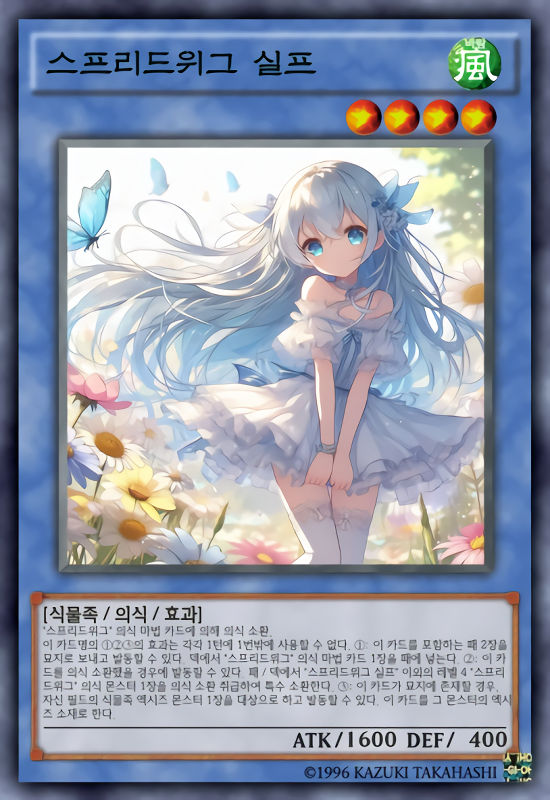 스프리드위그 실프
風
[식물족 / 의식 / 효과]
"스프리드위그" 의식 마법 카드에 의해 의식 소환.
이 카드명의 ①②③의 효과는 각각 1턴에 1번밖에 사용할 수 없다. ①: 이 카드를 포함하는 패 2장을
묘지로 보내고 발동할 수 있다. 덱에서 "스프리드위그" 의식 마법 카드 1장을 패에 넣는다. ②: 이 카
드를 의식 소환했을 경우에 발동할 수 있다. 패 / 덱에서 "스프리드위그 실프" 이외의 레벨 4 "스프리
드위그" 의식 몬스터 1장을 의식 소환 취급하여 특수 소환한다. ③: 이 카드가 묘지에 존재할 경우,
자신 필드의 식물족 엑시즈 몬스터 1장을 대상으로 하고 발동할 수 있다. 이 카드를 그 몬스터의 엑시
즈 소재로 한다.
ATK/1600 DEF/ 400
©1996 KAZUKI TAKAHASHI